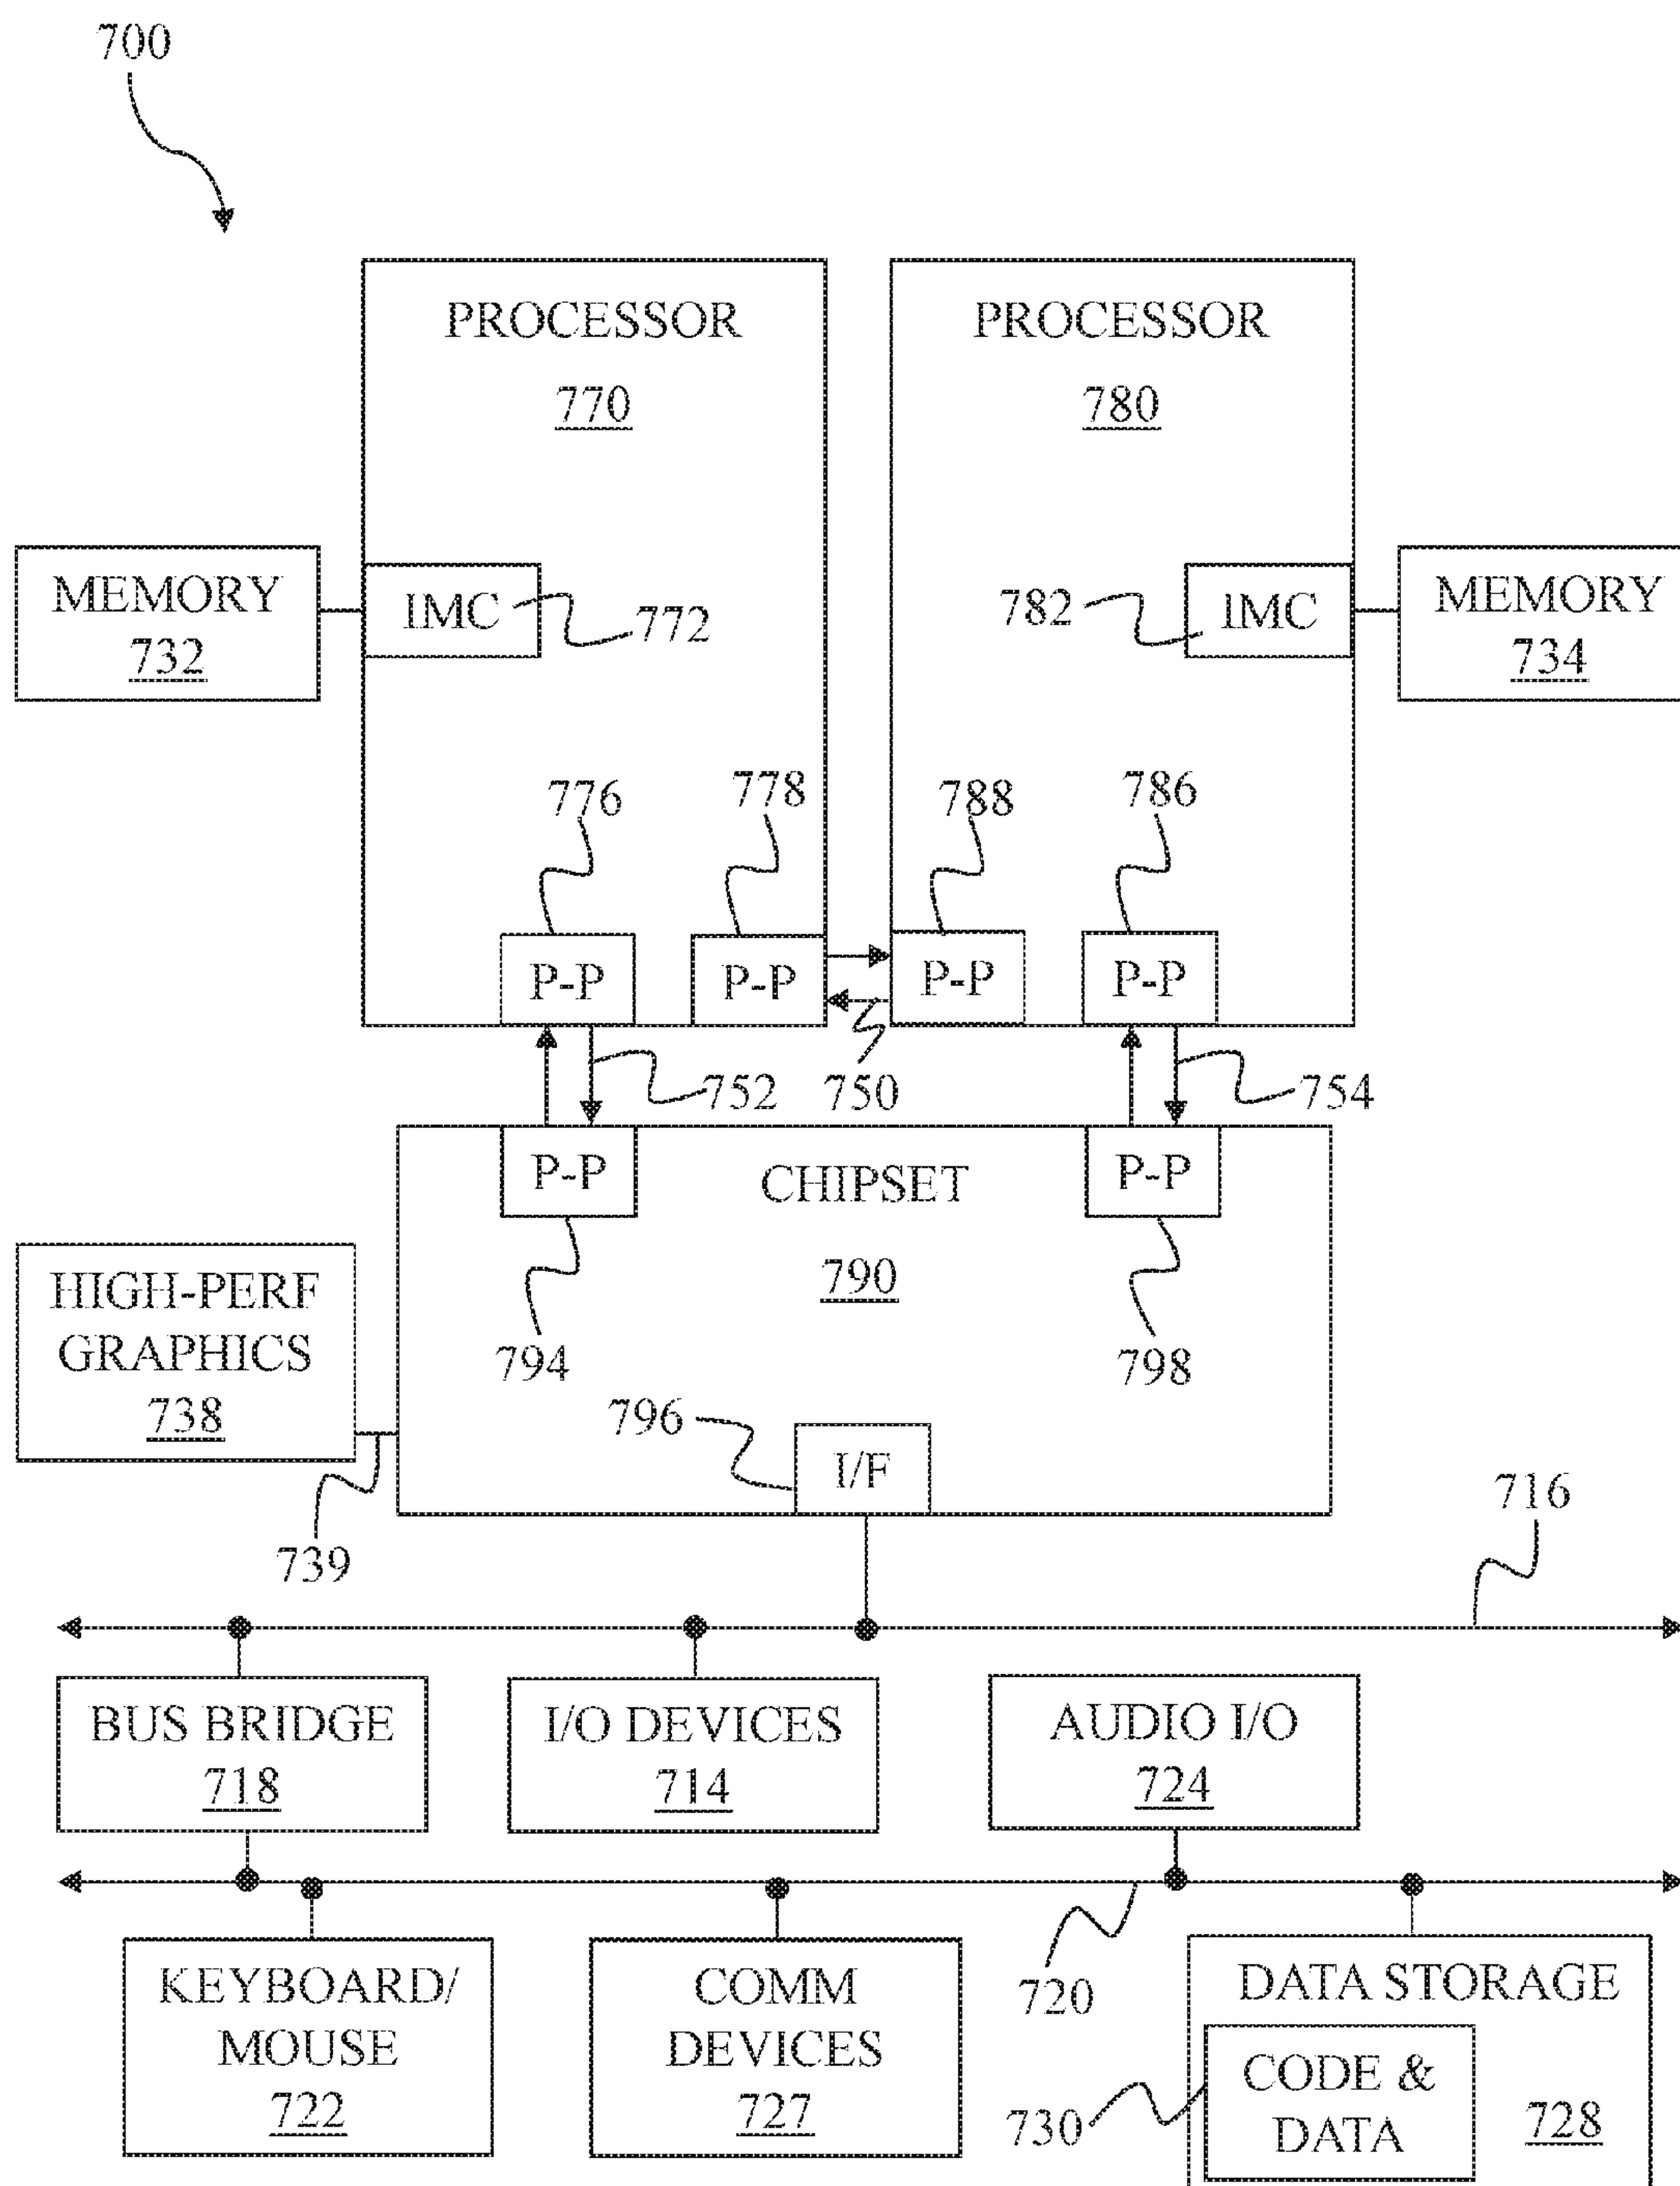 700
PROCESSOR
770
PROCESSOR
780
MEMORY
732
IMC
772
782
IMC
MEMORY
734
776
778
788
786
P-P
P-P
P-P
P-P
752
750
754
P-P
CHIPSET
P-P
790
HIGH-PERF
GRAPHICS
738
794
798
796
I/F
739
716
BUS BRIDGE
718
I/O DEVICES
714
AUDIO I/O
724
KEYBOARD/
MOUSE
722
COMM
DEVICES
727
720
DATA STORAGE
730
CODE &
DATA
728